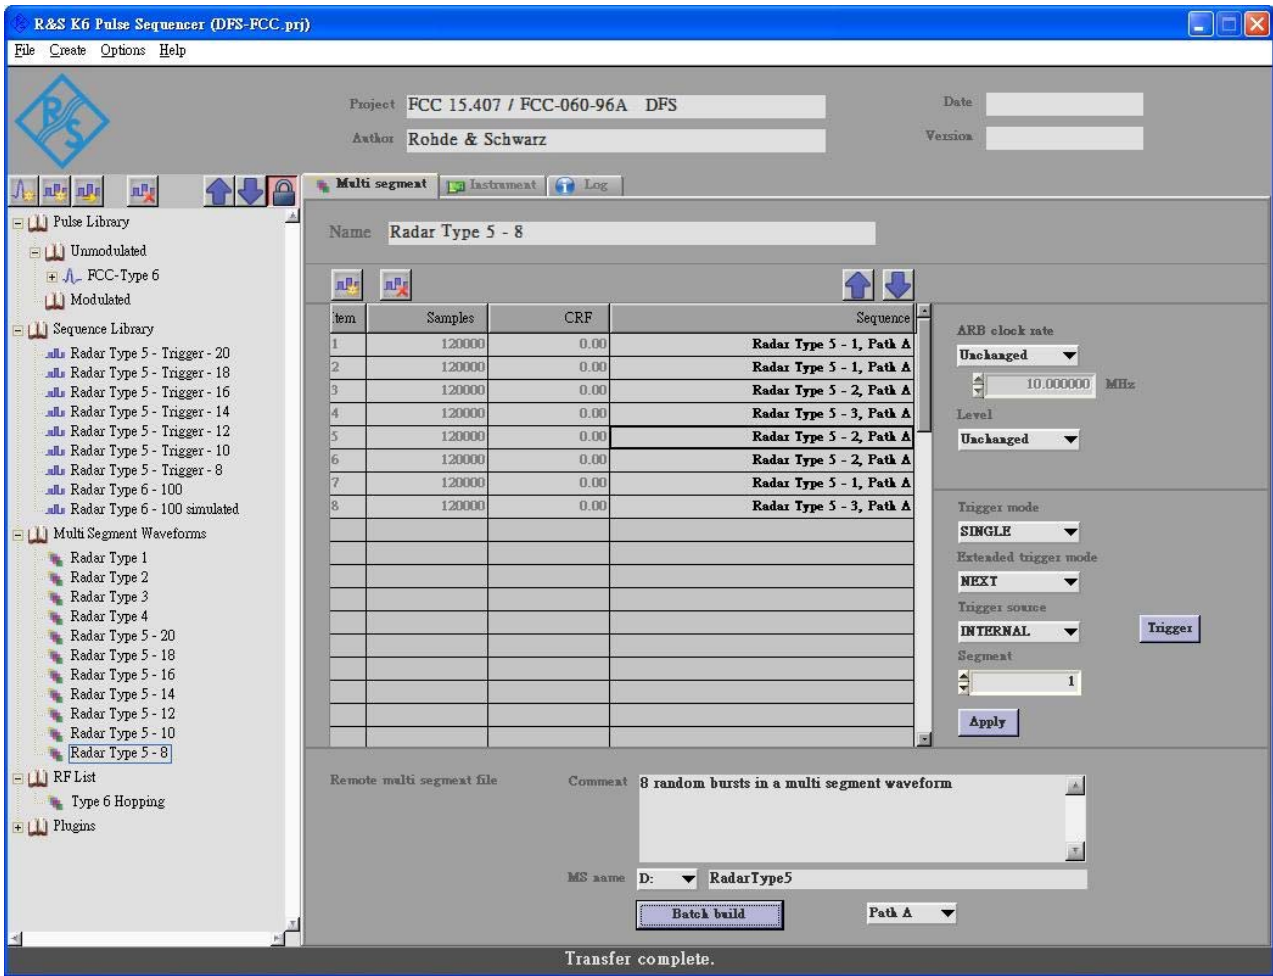 R&S K6 Pulse Sequencer (DFS-FCC.prj)
File Create Options Help
R&S
Project FCC 15.407 / FCC-060-96A DFS
Date
Author Rohde & Schwarz
Version
Multi segment Instrument Log
Pulse Library
Unmodulated
FCC-Type 6
Modulated
Sequence Library
Radar Type 5 - Trigger - 20
Radar Type 5 - Trigger - 18
Radar Type 5 - Trigger - 16
Radar Type 5 - Trigger - 14
Radar Type 5 - Trigger - 12
Radar Type 5 - Trigger - 10
Radar Type 5 - Trigger - 8
Radar Type 6 - 100
Radar Type 6 - 100 simulated
Multi Segment Waveforms
Radar Type 1
Radar Type 2
Radar Type 3
Radar Type 4
Radar Type 5 - 20
Radar Type 5 - 18
Radar Type 5 - 16
Radar Type 5 - 14
Radar Type 5 - 12
Radar Type 5 - 10
Radar Type 5 - 8
RF List
Type 6 Hopping
Plugins
Name Radar Type 5 - 8
Item Samples CRF Sequence
1 120000 0.00 Radar Type 5 - 1, Path A
2 120000 0.00 Radar Type 5 - 1, Path A
3 120000 0.00 Radar Type 5 - 2, Path A
4 120000 0.00 Radar Type 5 - 3, Path A
5 120000 0.00 Radar Type 5 - 2, Path A
6 120000 0.00 Radar Type 5 - 2, Path A
7 120000 0.00 Radar Type 5 - 1, Path A
8 120000 0.00 Radar Type 5 - 3, Path A
ARB clock rate
Unchanged
10.000000 MHz
Level
Unchanged
Trigger mode
SINGLE
Extended trigger mode
NEXT
Trigger source
INTERNAL
Trigger
Segment
1
Apply
Remote multi segment file
Comment 8 random bursts in a multi segment waveform
MS name D: RadarType5
Batch build Path A
Transfer complete.